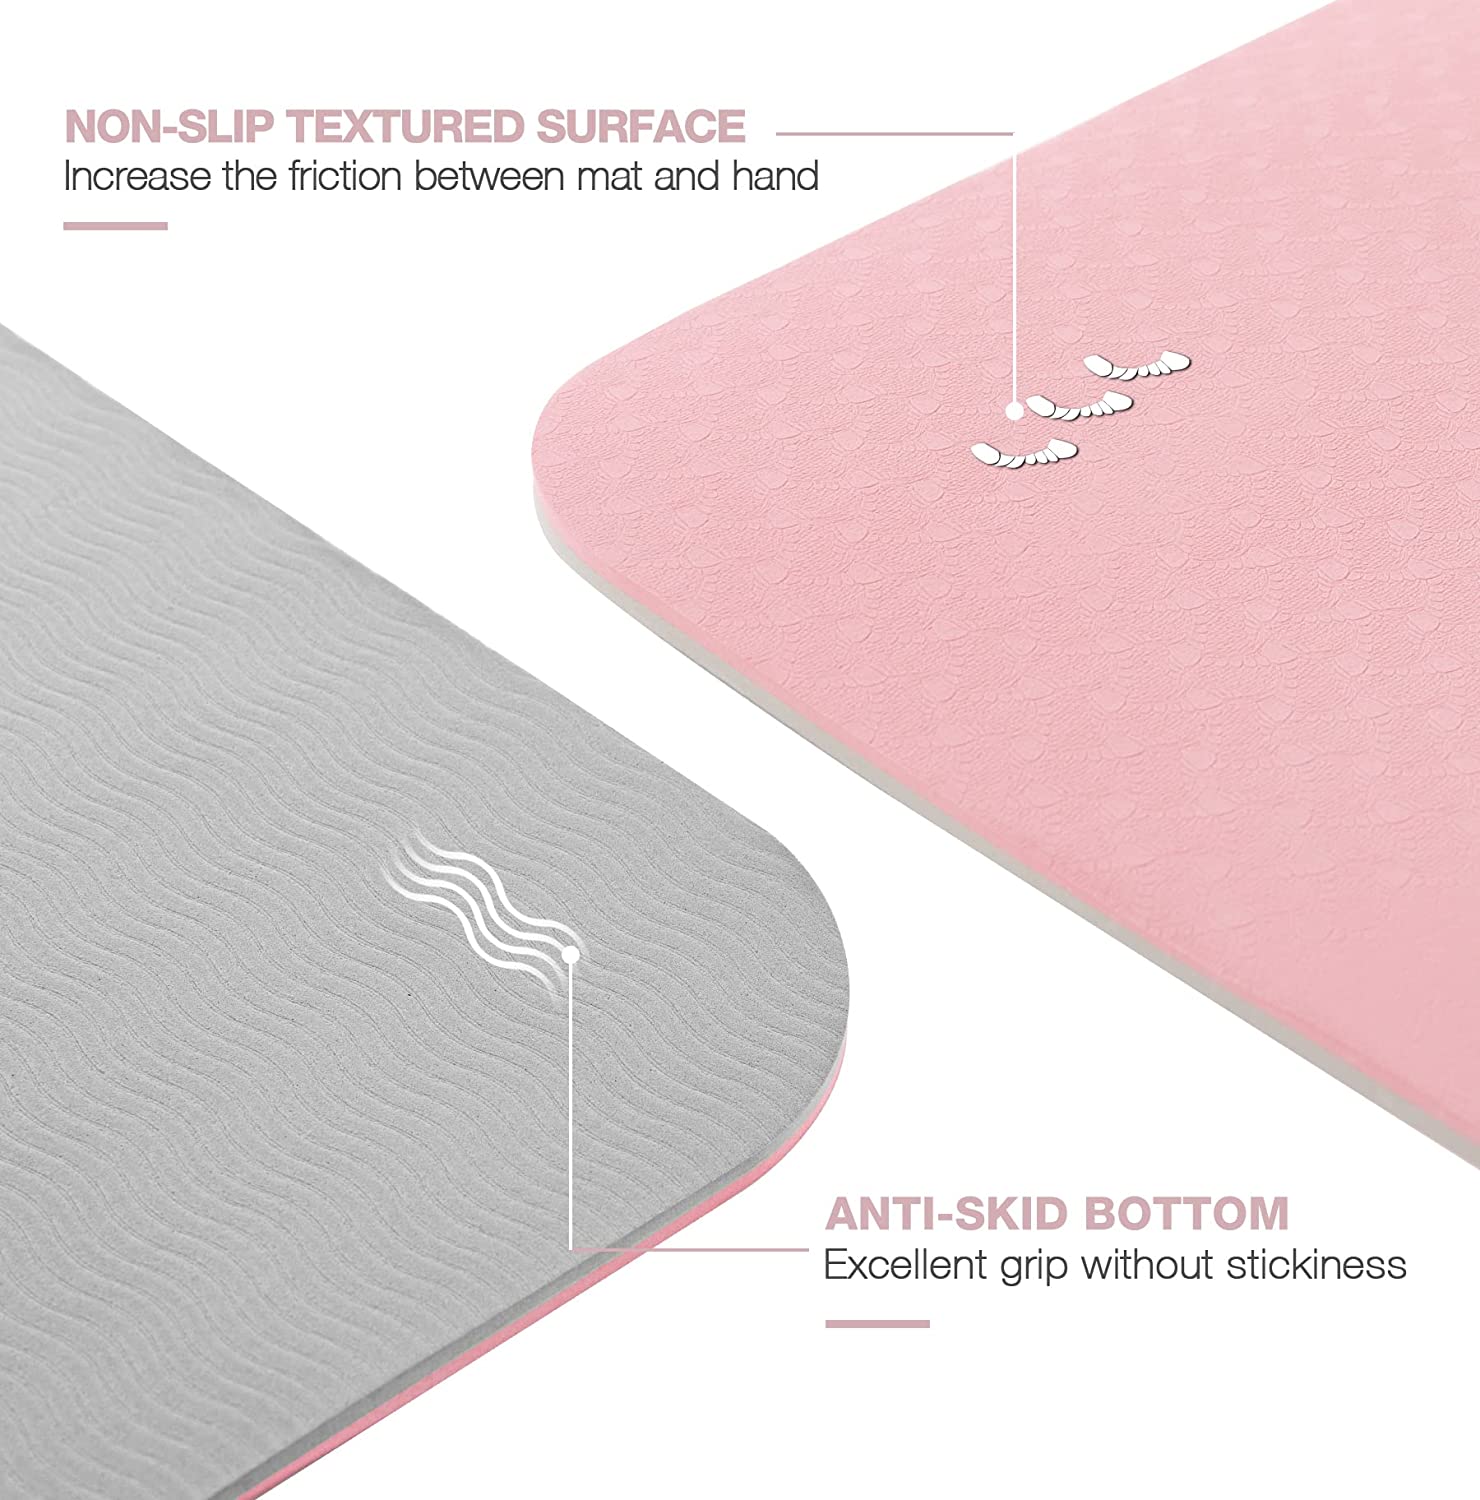 NON-SLIP TEXTURED SURFACE
Increase the friction between mat and hand
ANTI-SKID BOTTOM
Excellent grip without stickiness